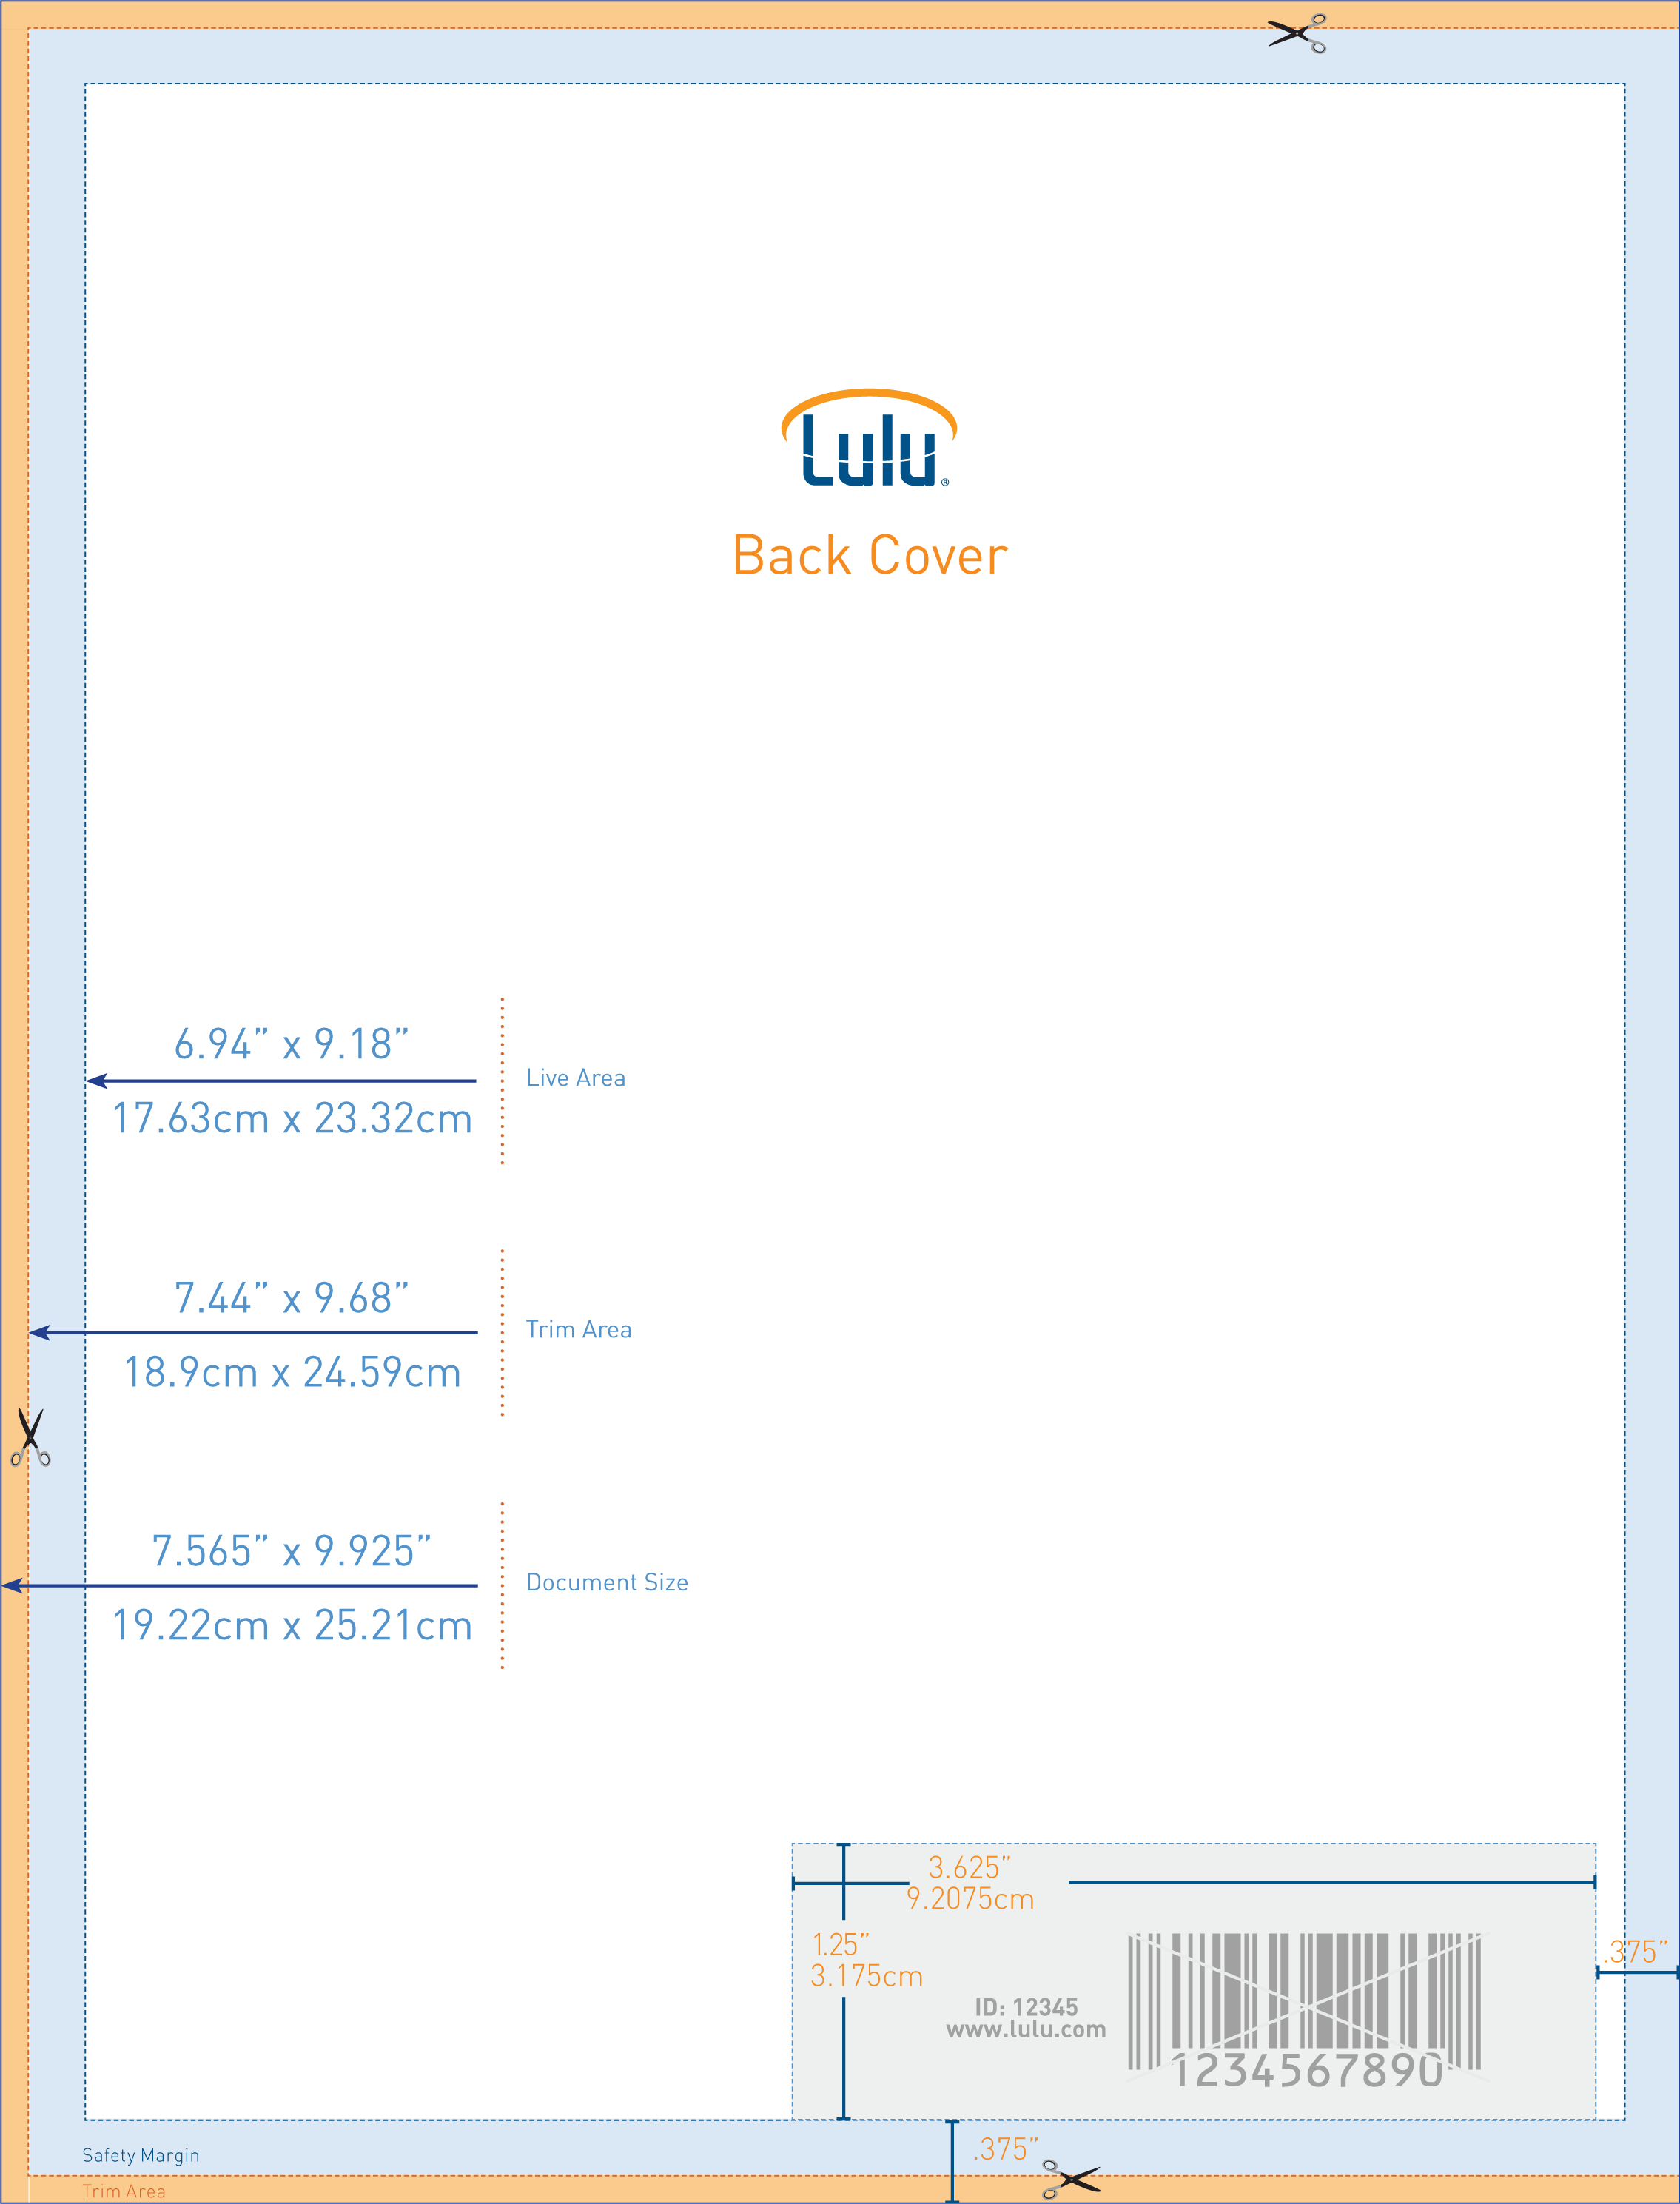 Lulu®
Back Cover
6.94” x 9.18”
17.63cm x 23.32cm
Live Area
7.44” x 9.68”
18.9cm x 24.59cm
Trim Area
7.565” x 9.925”
19.22cm x 25.21cm
Document Size
3.625”
9.2075cm
1.25”
3.175cm
.375”
ID: 12345
www.lulu.com
1234567890
.375”
Safety Margin
Trim Area